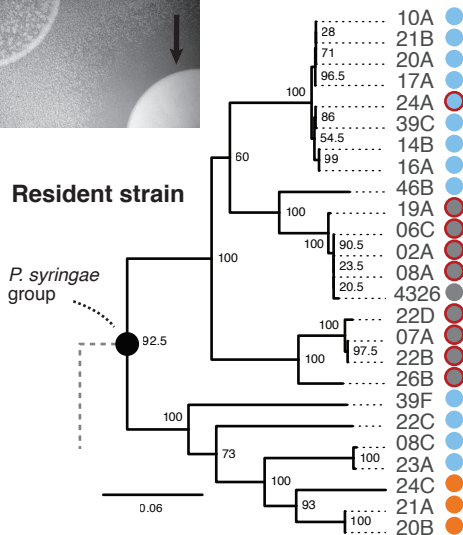 10A
28
21B
71
20A
96.5
17A
100
24A
86
39C
54.5
14B
99
16A
60
Resident strain
46B
100
19A
06C
100
90.5
02A
100
23.5
08A
P. syringae
group
20.5
4326
22D
100
07A
92.5
97.5
22B
100
26B
39F
100
22C
73
08C
100
23A
100
24C
0.06
93
21A
100
20B